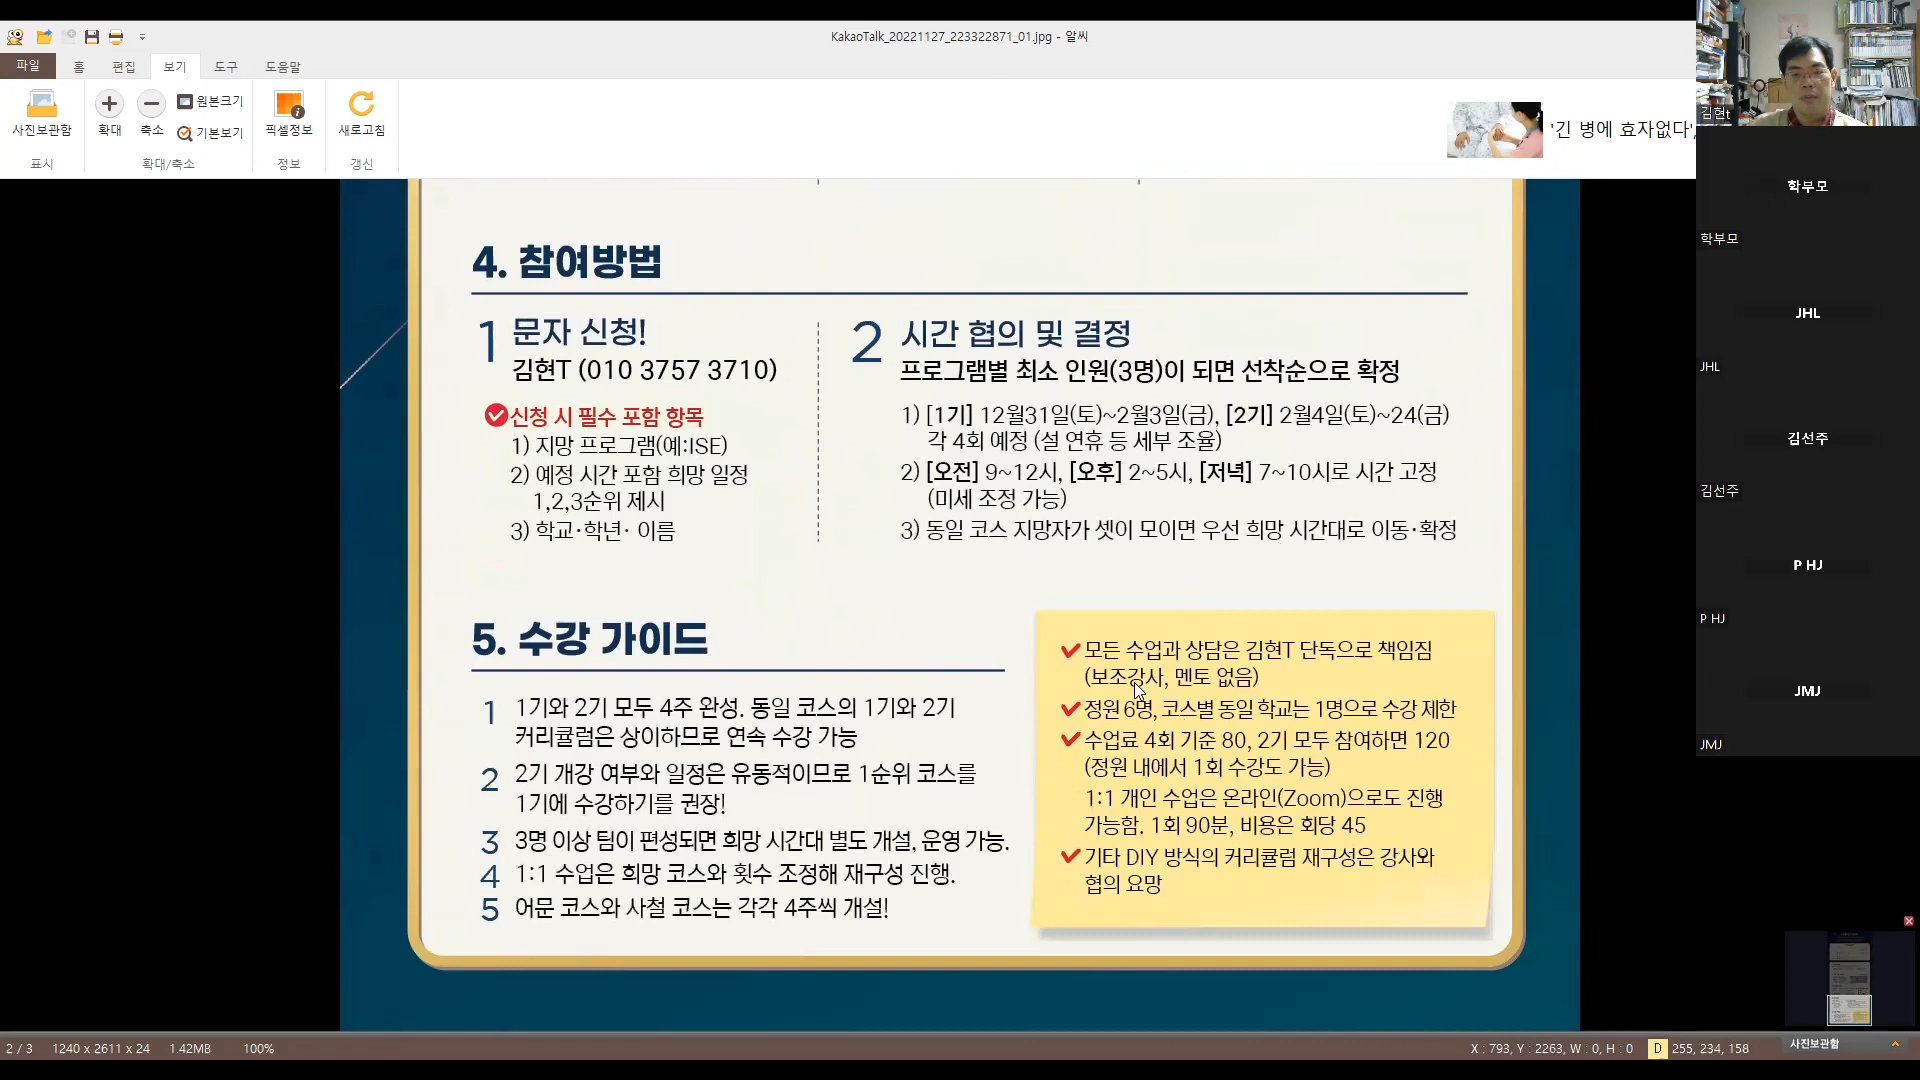 KakaoTalk_20221127_223322871_01.jpg - 알씨
파일 홈 편집 보기 도구 도움말
사진보관함 확대 축소 원본크기 기본보기 픽셀정보 새로고침
표시 확대/축소 정보 갱신
'긴 병에 효자없다',
4. 참여방법
1 문자 신청!
김현T (010 3757 3710)
신청 시 필수 포함 항목
1) 지망 프로그램(예:ISE)
2) 예정 시간 포함 희망 일정
1,2,3순위 제시
3) 학교·학년· 이름
2 시간 협의 및 결정
프로그램별 최소 인원(3명)이 되면 선착순으로 확정
1) [1기] 12월31일(토)~2월3일(금), [2기] 2월4일(토)~24(금)
각 4회 예정 (설 연휴 등 세부 조율)
2) [오전] 9~12시, [오후] 2~5시, [저녁] 7~10시로 시간 고정
(미세 조정 가능)
3) 동일 코스 지망자가 셋이 모이면 우선 희망 시간대로 이동·확정
5. 수강 가이드
1 1기와 2기 모두 4주 완성. 동일 코스의 1기와 2기
커리큘럼은 상이하므로 연속 수강 가능
2 2기 개강 여부와 일정은 유동적이므로 1순위 코스를
1기에 수강하기를 권장!
3 3명 이상 팀이 편성되면 희망 시간대 별도 개설, 운영 가능.
4 1:1 수업은 희망 코스와 횟수 조정해 재구성 진행.
5 어문 코스와 사철 코스는 각각 4주씩 개설!
모든 수업과 상담은 김현T 단독으로 책임짐
(보조강사, 멘토 없음)
정원 6명, 코스별 동일 학교는 1명으로 수강 제한
수업료 4회 기준 80, 2기 모두 참여하면 120
(정원 내에서 1회 수강도 가능)
1:1 개인 수업은 온라인(Zoom)으로도 진행
가능함. 1회 90분, 비용은 회당 45
기타 DIY 방식의 커리큘럼 재구성은 강사와
협의 요망
김현t
학부모
학부모
JHL
JHL
김선주
김선주
P HJ
P HJ
JMJ
JMJ
2 / 3 1240 x 2611 x 24 1.42MB 100%
X : 793, Y : 2263, W : 0, H : 0 D 255, 234, 158 사진보관함